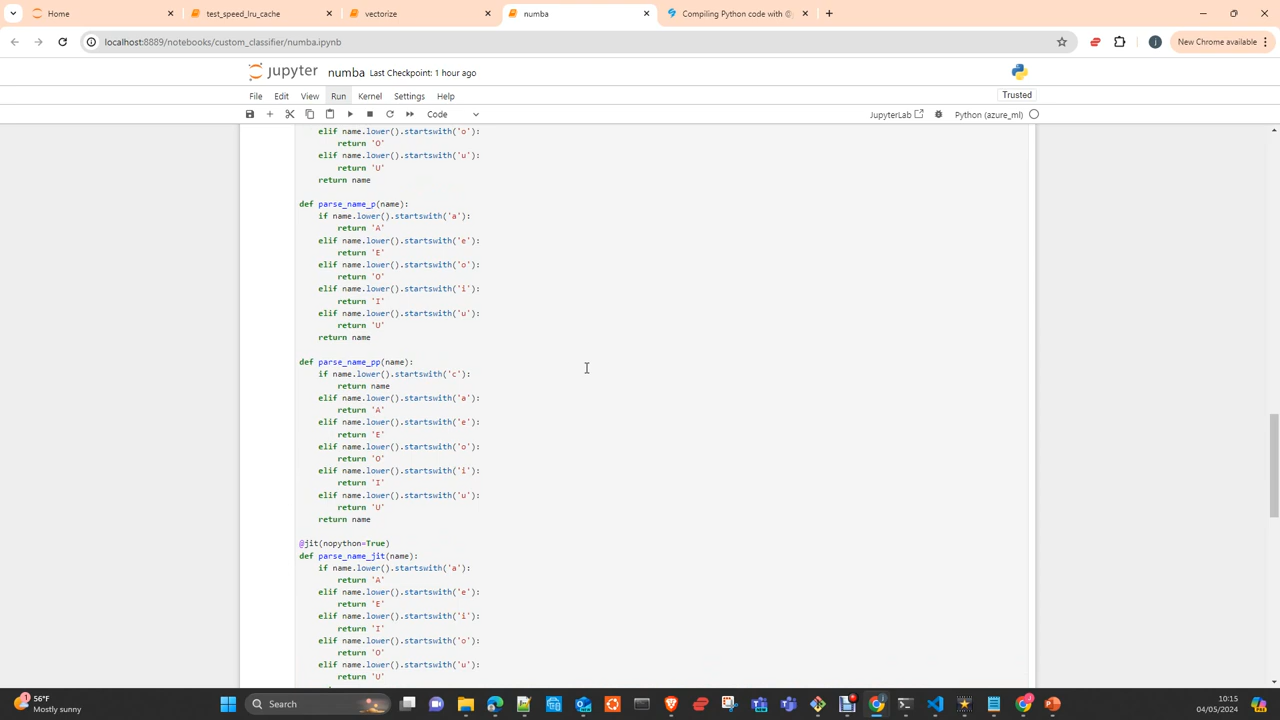 Home
test_speed_lru_cache
vectorize
numba
Compiling Python code with @
localhost:8889/notebooks/custom_classifier/numba.ipynb
New Chrome available
jupyter numba Last Checkpoint: 1 hour ago
File Edit View Run Kernel Settings Help
Trusted
Code
JupyterLab
Python (azure_ml)
elif name.lower().startswith('o'):
return 'O'
elif name.lower().startswith('u'):
return 'U'
return name
def parse_name_p(name):
if name.lower().startswith('a'):
return 'A'
elif name.lower().startswith('e'):
return 'E'
elif name.lower().startswith('o'):
return 'O'
elif name.lower().startswith('i'):
return 'I'
elif name.lower().startswith('u'):
return 'U'
return name
def parse_name_pp(name):
if name.lower().startswith('c'):
return name
elif name.lower().startswith('a'):
return 'A'
elif name.lower().startswith('e'):
return 'E'
elif name.lower().startswith('o'):
return 'O'
elif name.lower().startswith('i'):
return 'I'
elif name.lower().startswith('u'):
return 'U'
return name
@jit(nopython=True)
def parse_name_jit(name):
if name.lower().startswith('a'):
return 'A'
elif name.lower().startswith('e'):
return 'E'
elif name.lower().startswith('i'):
return 'I'
elif name.lower().startswith('o'):
return 'O'
elif name.lower().startswith('u'):
return 'U'
56°F
Mostly sunny
Search
10:15
04/05/2024